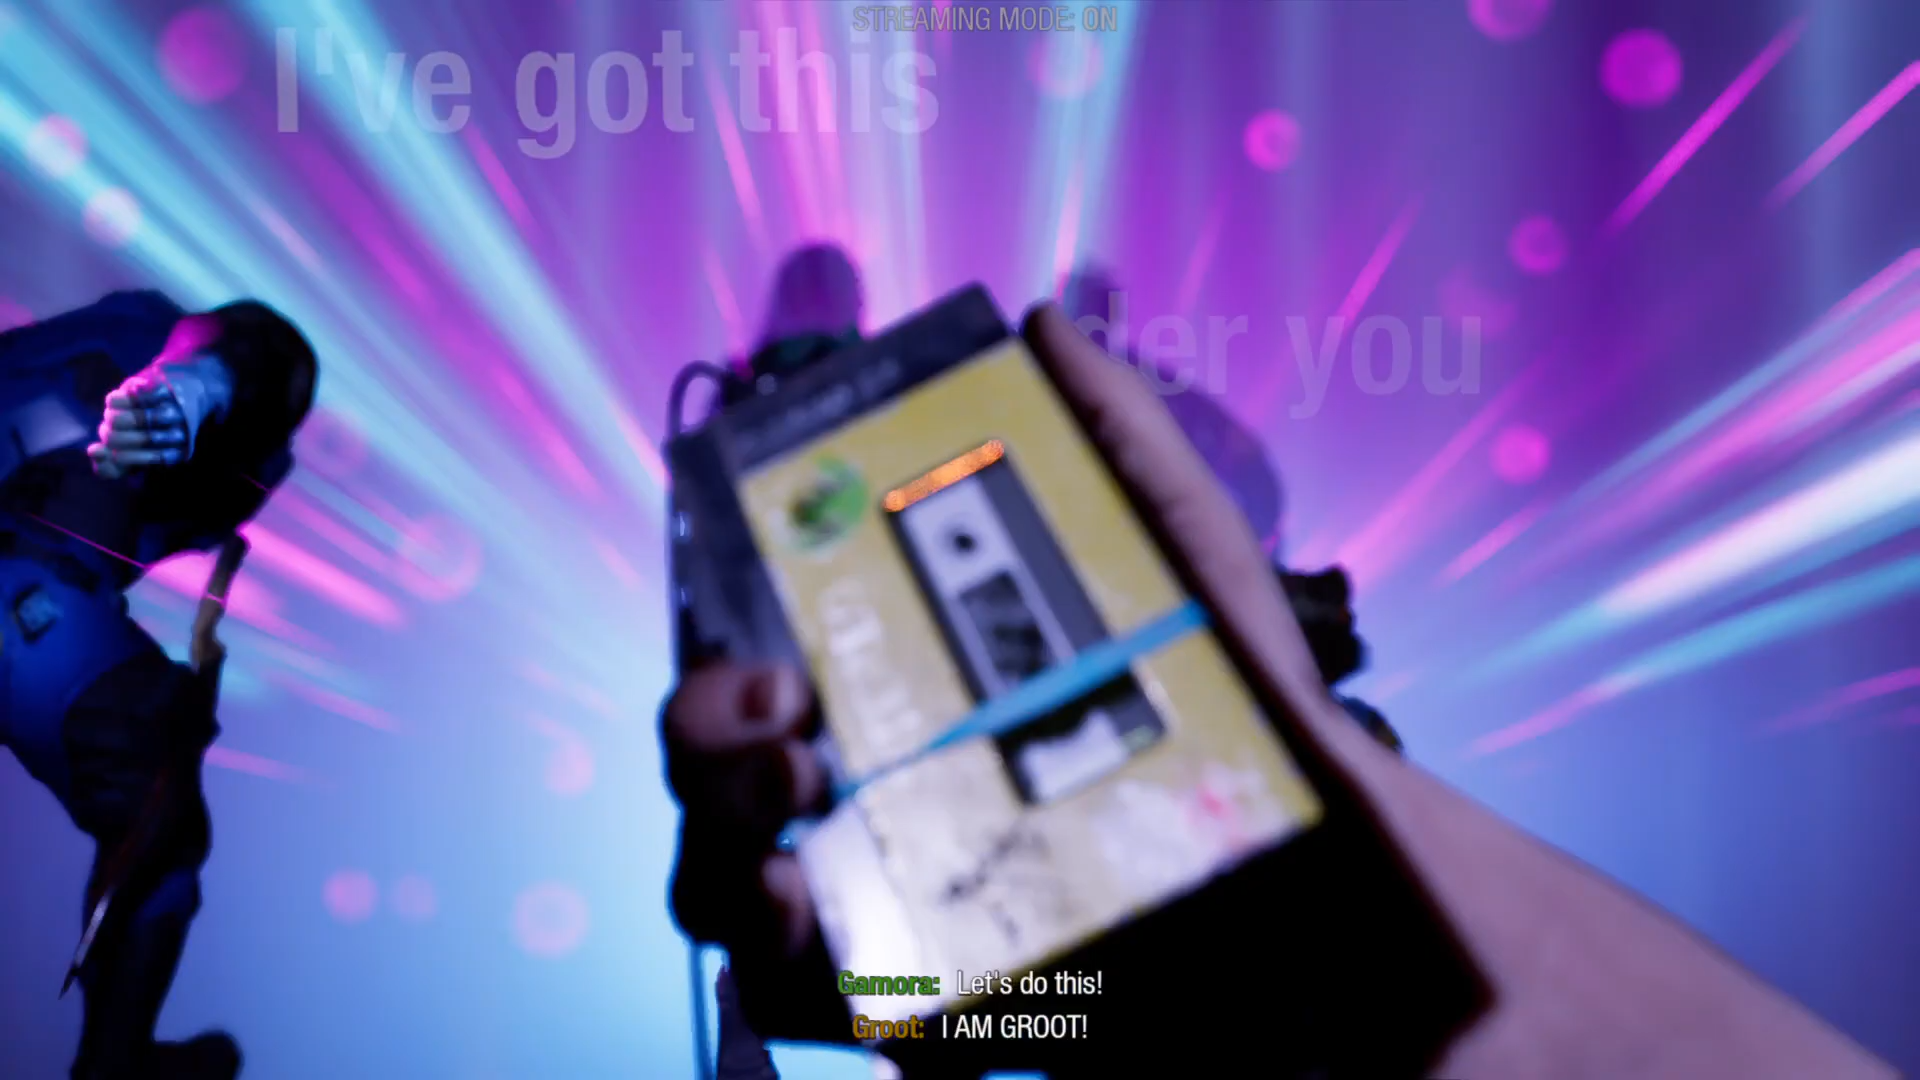 STREAMING MODE: ON
I've got this
der you
Gamora: Let's do this!
Groot: I AM GROOT!